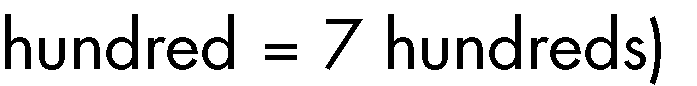 hundred = 7 hundreds)